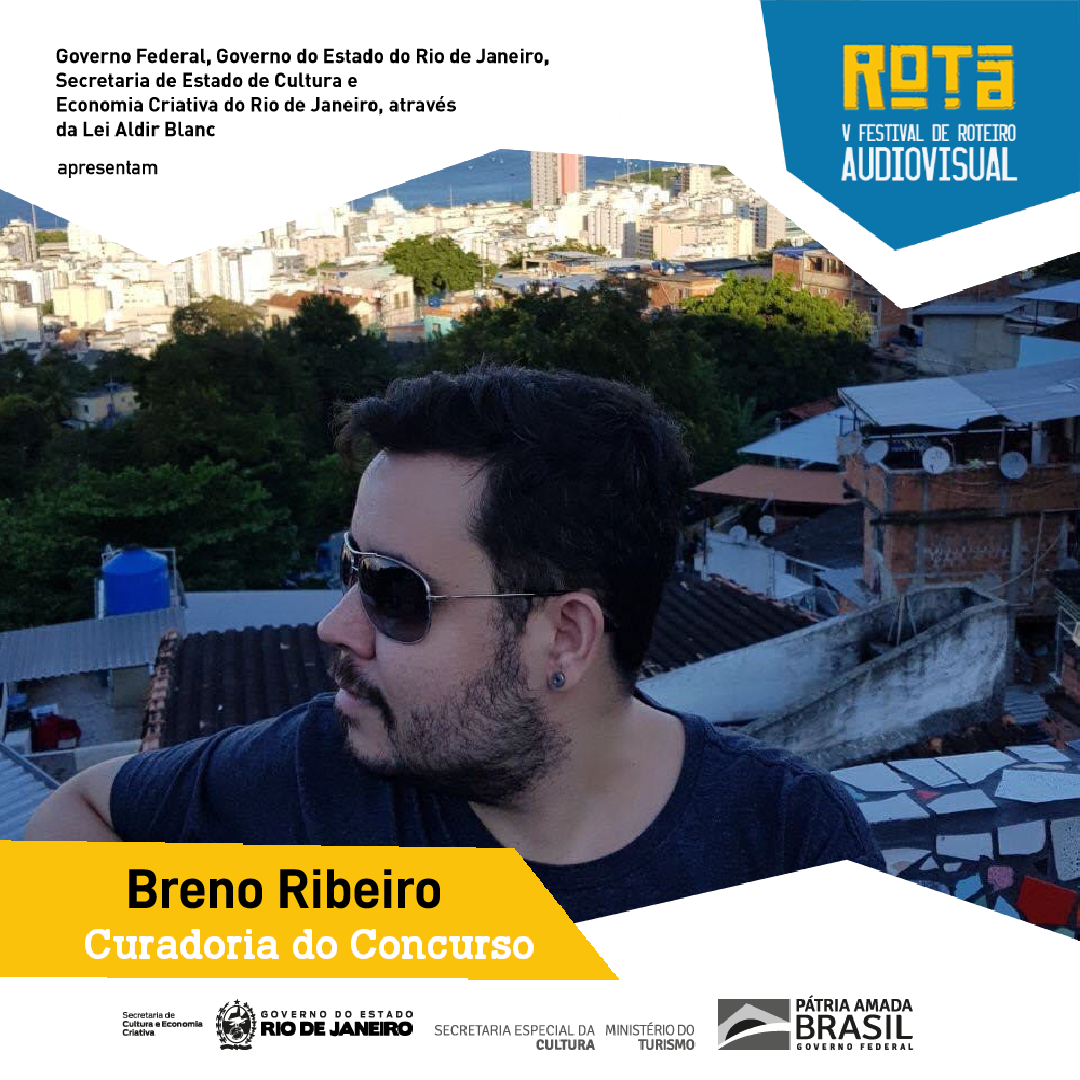 Governo Federal, Governo do Estado do Rio de Janeiro,
Secretaria de Estado de Cultura e
Economia Criativa do Rio de Janeiro, através
da Lei Aldir Blanc
apresentam
ROTA
V FESTIVAL DE ROTEIRO
AUDIOVISUAL
Breno Ribeiro
Curadoria do Concurso
Secretaria de
Cultura e Economia
Criativa
GOVERNO DO ESTADO
RIO DE JANEIRO
SECRETARIA ESPECIAL DA
CULTURA
MINISTÉRIO DO
TURISMO
PÁTRIA AMADA
BRASIL
GOVERNO FEDERAL